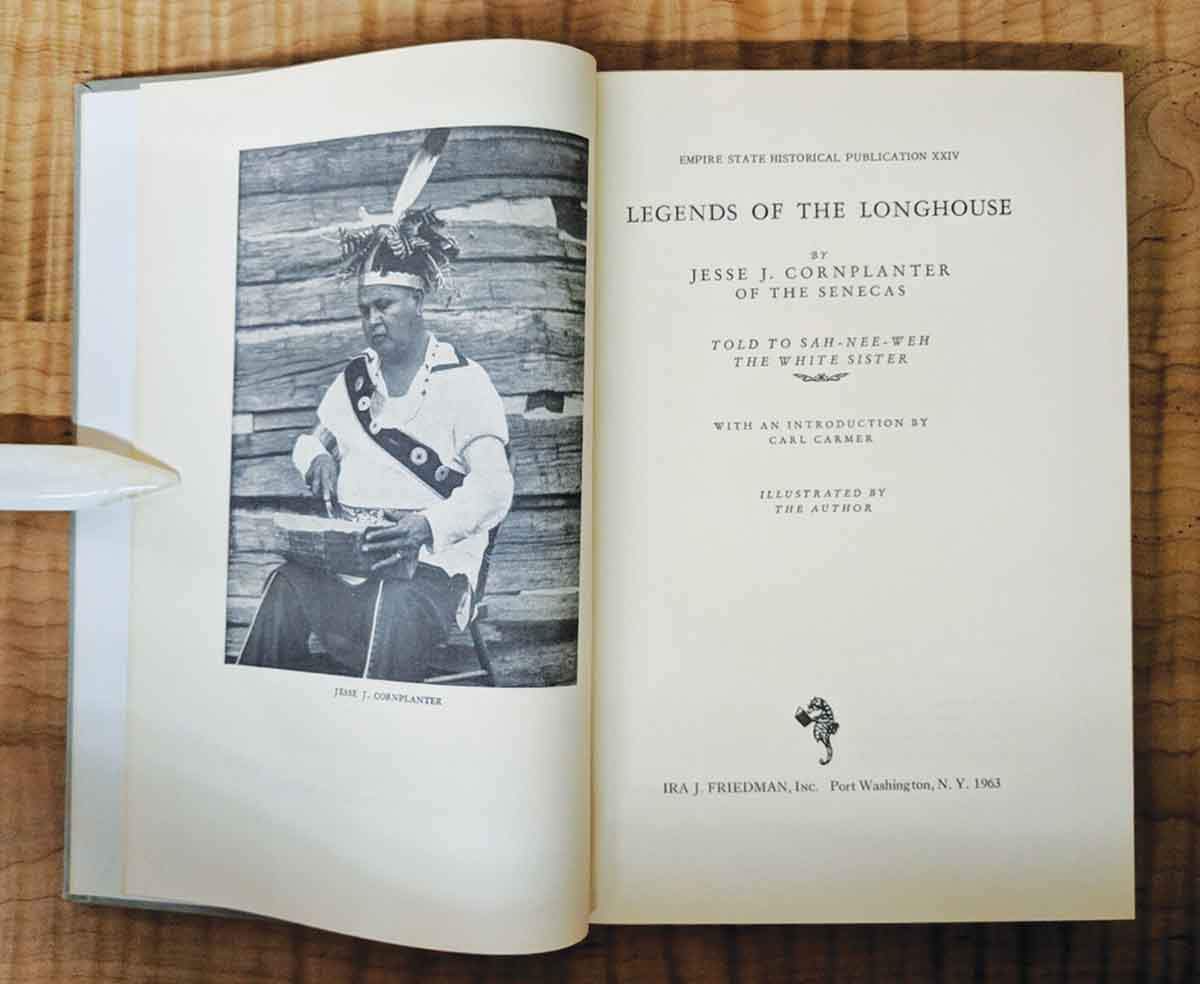 JESSE J. CORNPLANTER
EMPIRE STATE HISTORICAL PUBLICATION XXIV
LEGENDS OF THE LONGHOUSE
BY
JESSE J. CORNPLANTER
OF THE SENECAS
TOLD TO SAH-NEE-WEH
THE WHITE SISTER
WITH AN INTRODUCTION BY
CARL CARMER
ILLUSTRATED BY
THE AUTHOR
IRA J. FRIEDMAN, INC. Port Washington, N. Y. 1963